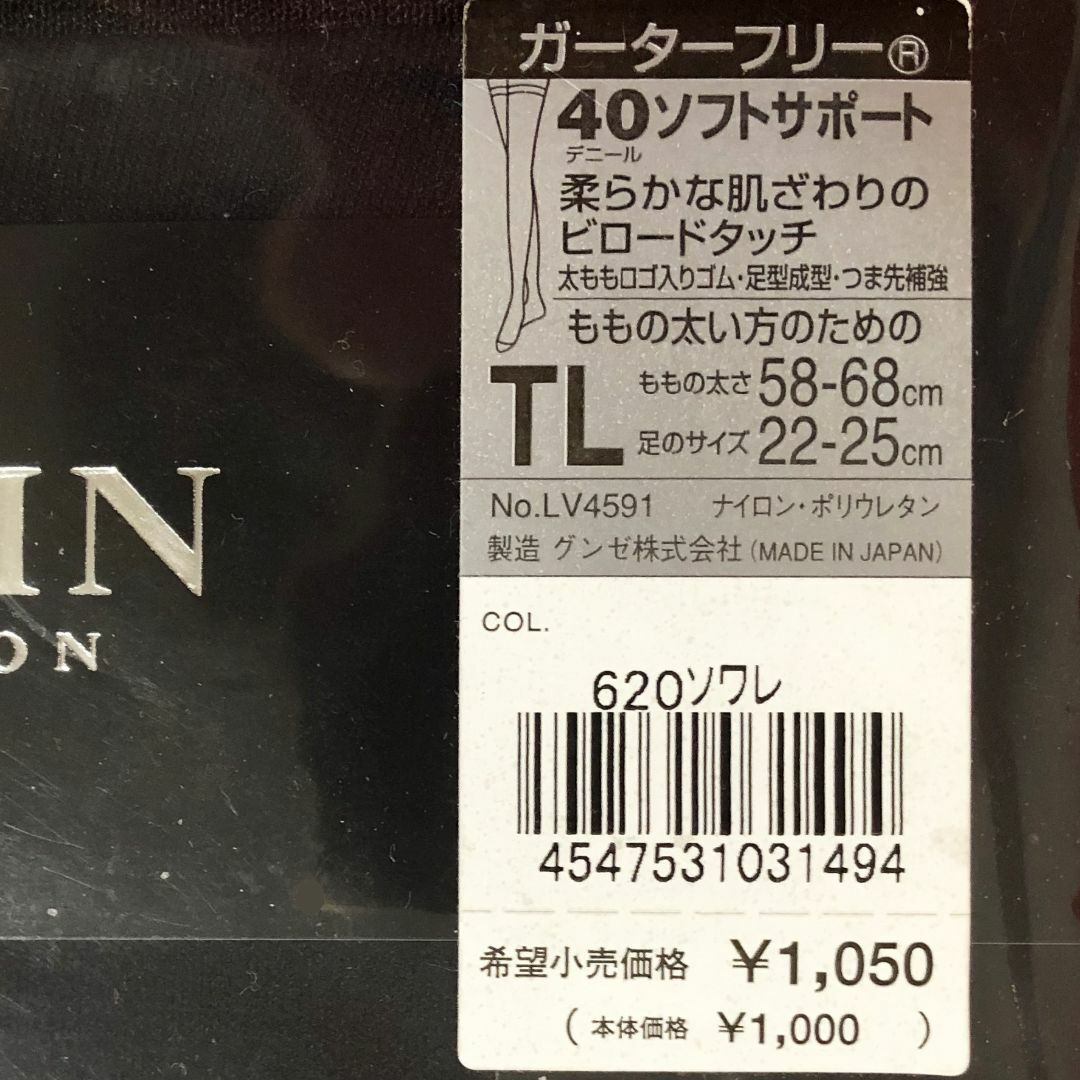 ガーターフリー®
40ソフトサポート
デニール
柔らかな肌ざわりの
ビロードタッチ
太ももロゴ入りゴム・足型成型・つま先補強
ももの太い方のための
TL
ももの太さ 58-68cm
足のサイズ 22-25cm
No.LV4591 ナイロン・ポリウレタン
製造 グンゼ株式会社 (MADE IN JAPAN)
COL.
620ソワレ
4547531031494
希望小売価格 ¥1,050
( 本体価格 ¥1,000 )
IN
ON